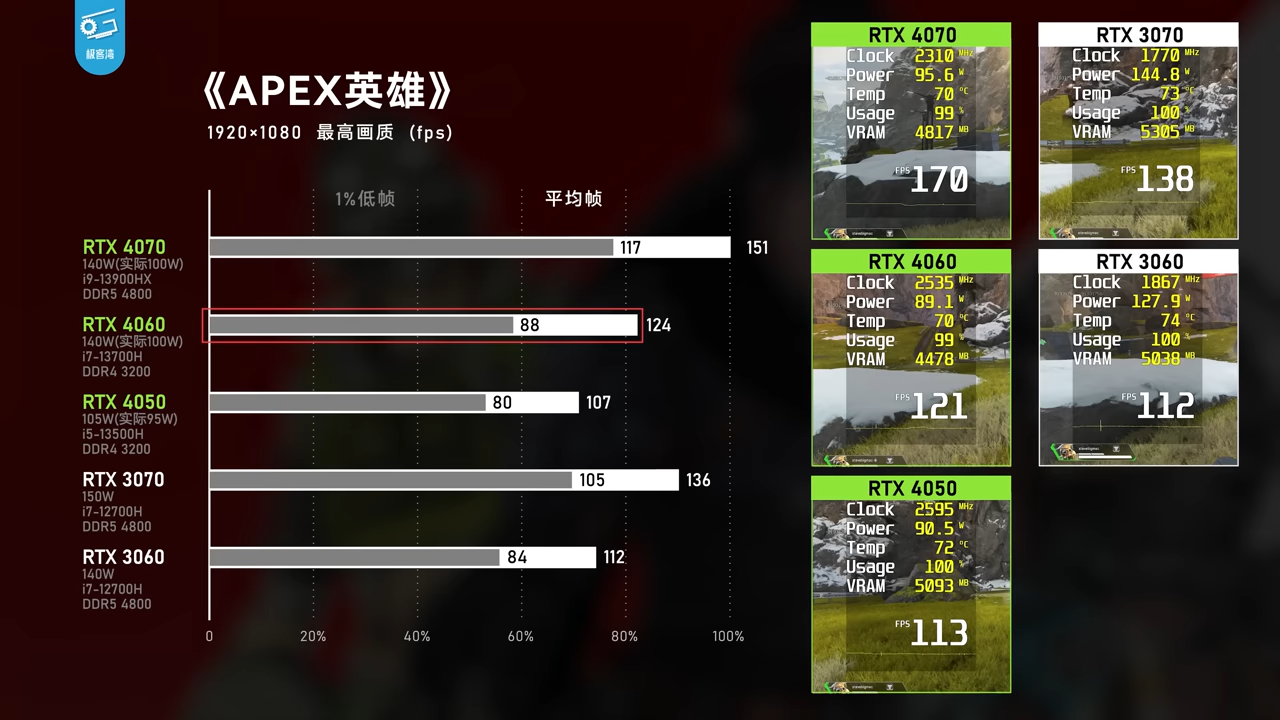 极客湾
《APEX英雄》
1920×1080 最高画质 (fps)
1%低帧 平均帧
RTX 4070
140W(实际100W)
i9-13900HX
DDR5 4800
117 151
RTX 4060
140W(实际100W)
i7-13700H
DDR4 3200
88 124
RTX 4050
105W(实际95W)
i5-13500H
DDR4 3200
80 107
RTX 3070
150W
i7-12700H
DDR5 4800
105 136
RTX 3060
140W
i7-12700H
DDR5 4800
84 112
0 20% 40% 60% 80% 100%
RTX 4070
Clock 2310 MHz
Power 95.6 W
Temp 70 °C
Usage 99 %
VRAM 4817 MB
FPS 170
RTX 3070
Clock 1770 MHz
Power 144.8 W
Temp 73 °C
Usage 100 %
VRAM 5305 MB
FPS 138
RTX 4060
Clock 2535 MHz
Power 89.1 W
Temp 70 °C
Usage 99 %
VRAM 4478 MB
FPS 121
RTX 3060
Clock 1867 MHz
Power 127.9 W
Temp 74 °C
Usage 100 %
VRAM 5038 MB
FPS 112
RTX 4050
Clock 2595 MHz
Power 90.5 W
Temp 72 °C
Usage 100 %
VRAM 5093 MB
FPS 113